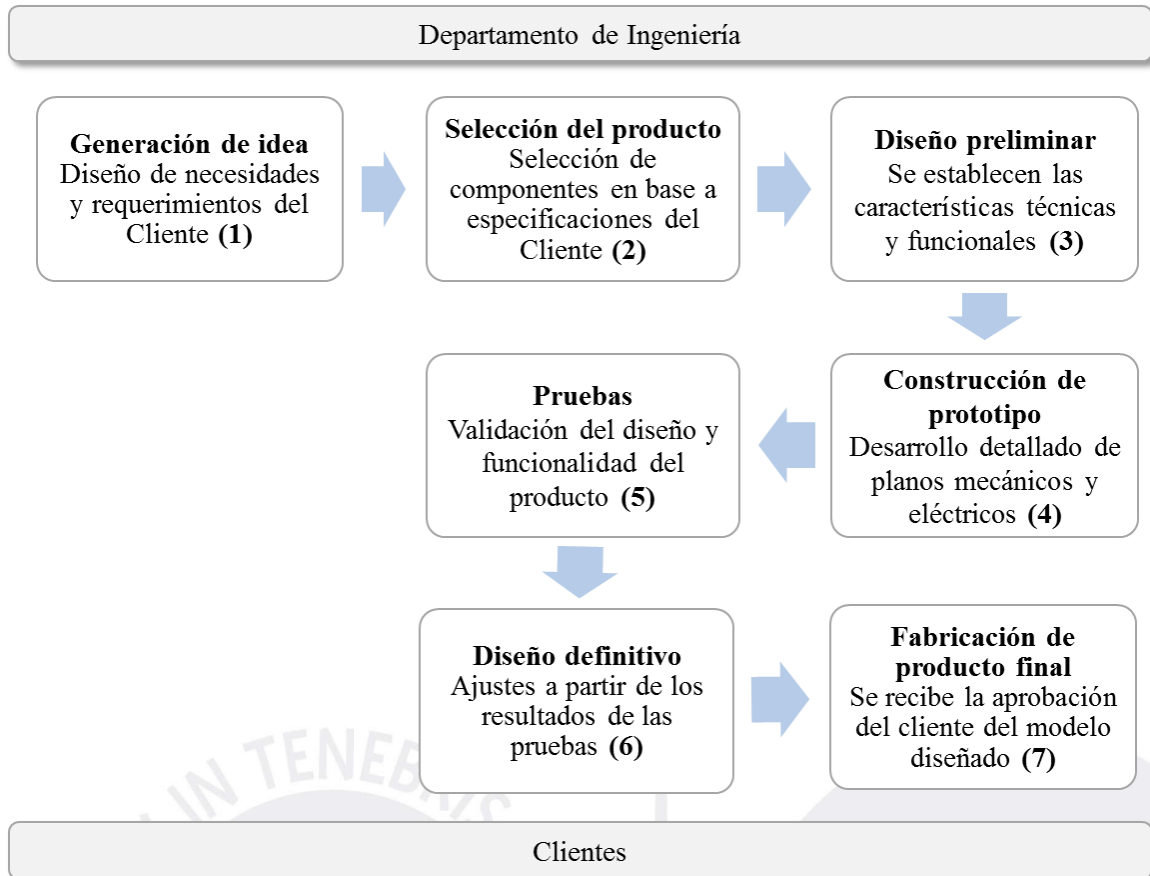 Departamento de Ingeniería
Generación de idea
Diseño de necesidades
y requerimientos del
Cliente (1)
Selección del producto
Selección de
componentes en base a
especificaciones del
Cliente (2)
Diseño preliminar
Se establecen las
características técnicas
y funcionales (3)
Construcción de
prototipo
Desarrollo detallado de
planos mecánicos y
eléctricos (4)
Pruebas
Validación del diseño y
funcionalidad del
producto (5)
Diseño definitivo
Ajustes a partir de los
resultados de las
pruebas (6)
Fabricación de
producto final
Se recibe la aprobación
del cliente del modelo
diseñado (7)
IN TENEBRIS
Clientes